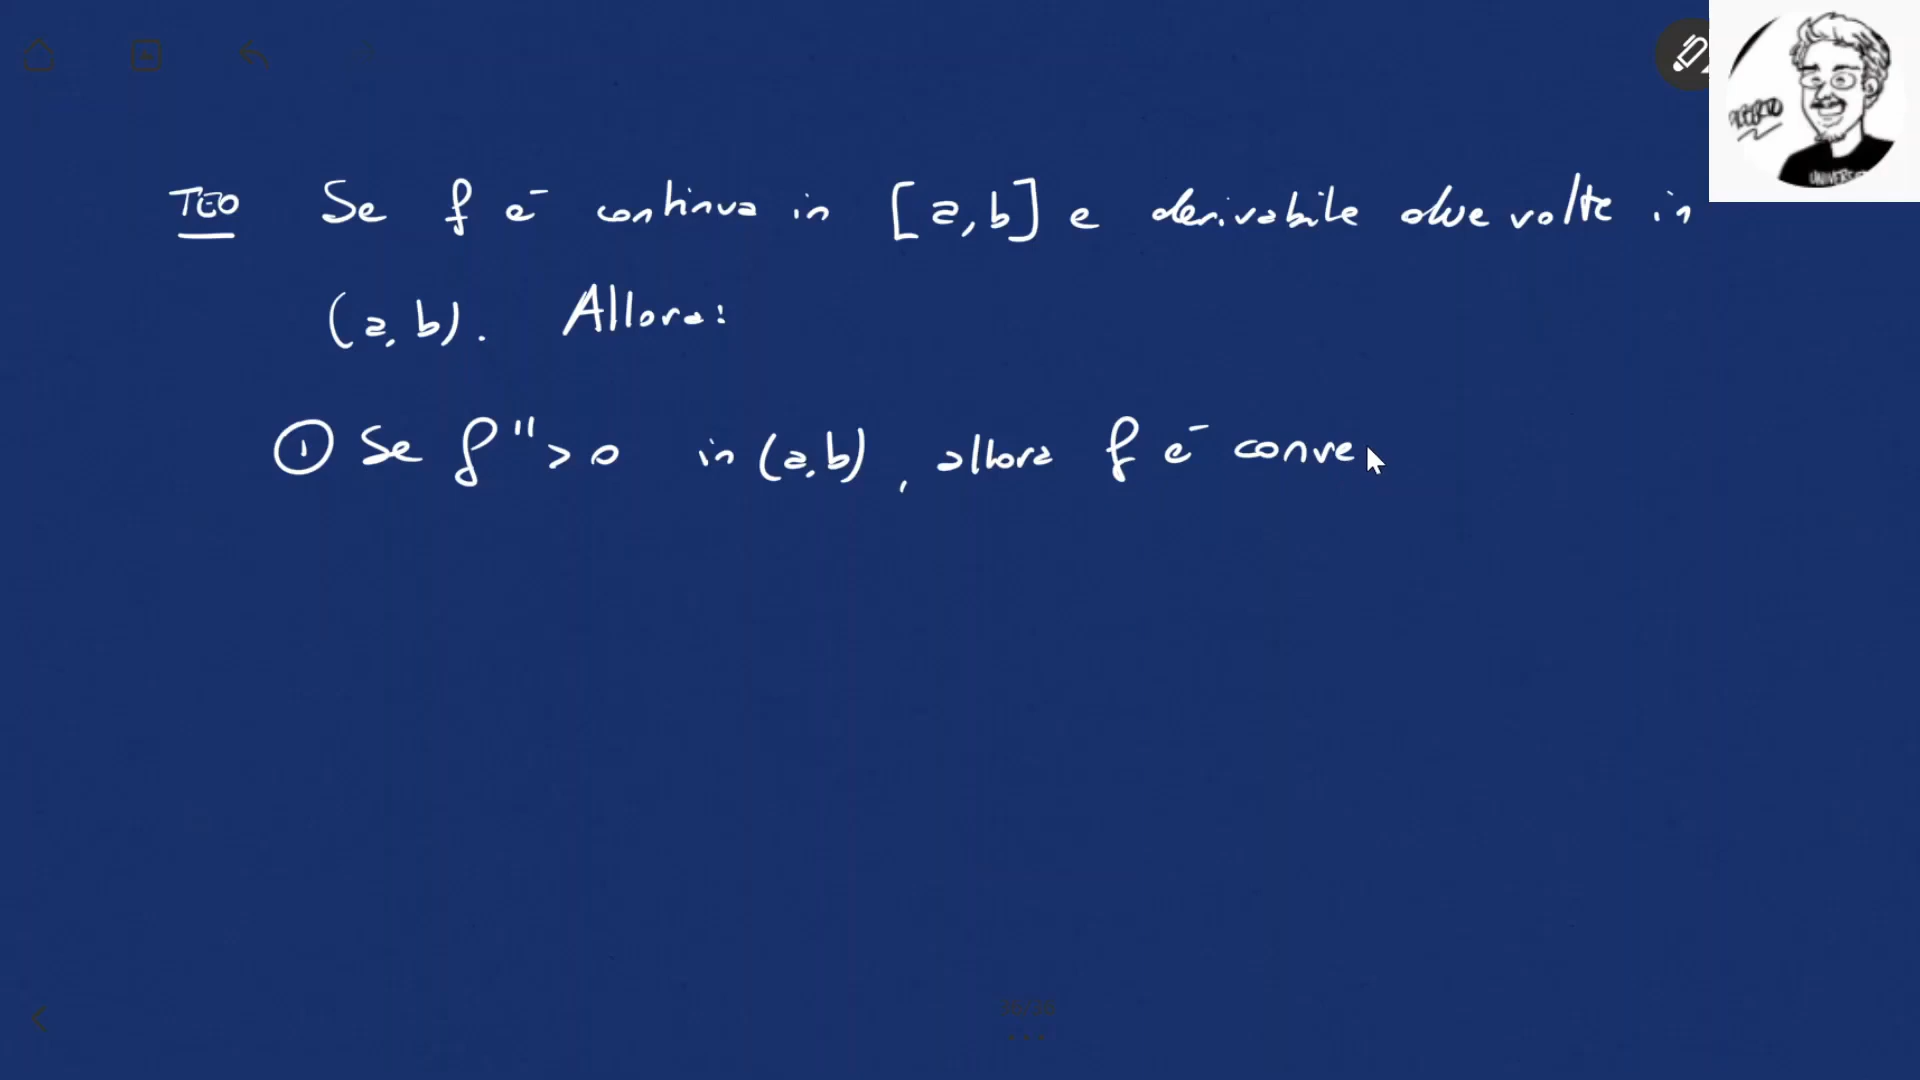 TEO Se f è continua in [a,b] e derivabile due volte in
(a,b). Allora:
① Se f'' > 0 in (a,b), allora f è conve